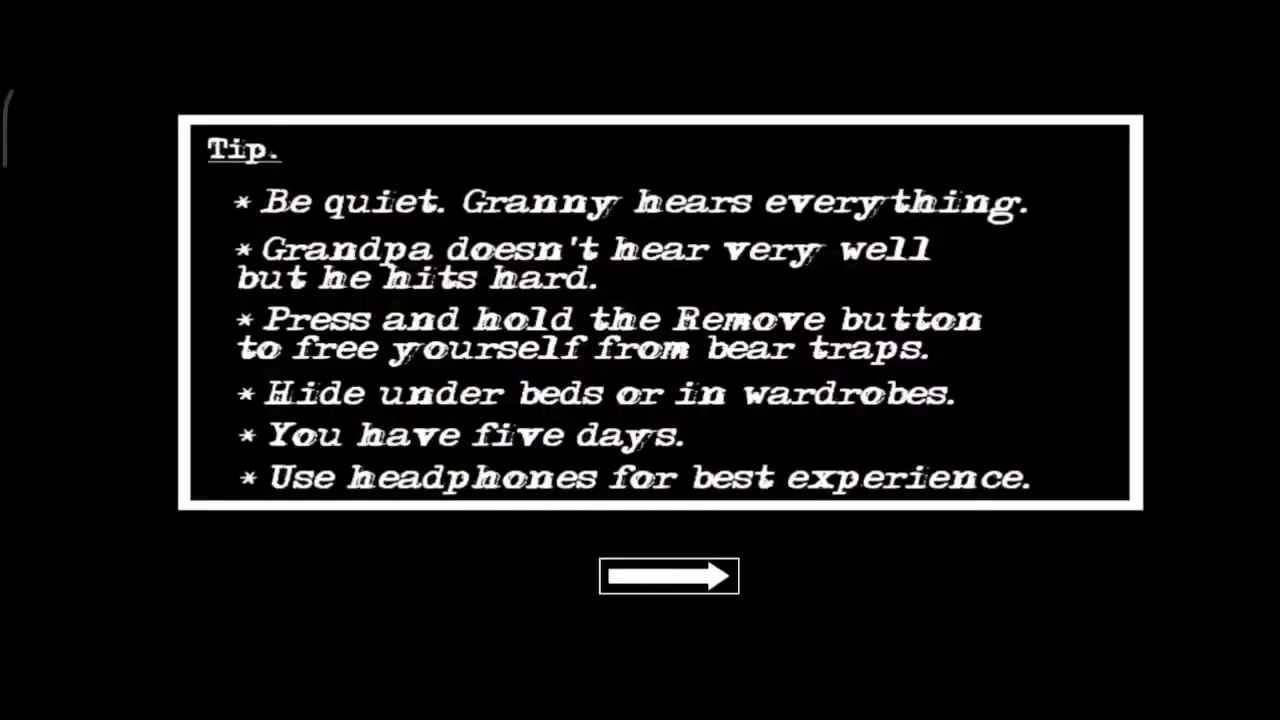 Tip.
* Be quiet. Granny hears everything.
* Grandpa doesn't hear very well
but he hits hard.
* Press and hold the Remove button
to free yourself from bear traps.
* Hide under beds or in wardrobes.
* You have five days.
* Use headphones for best experience.